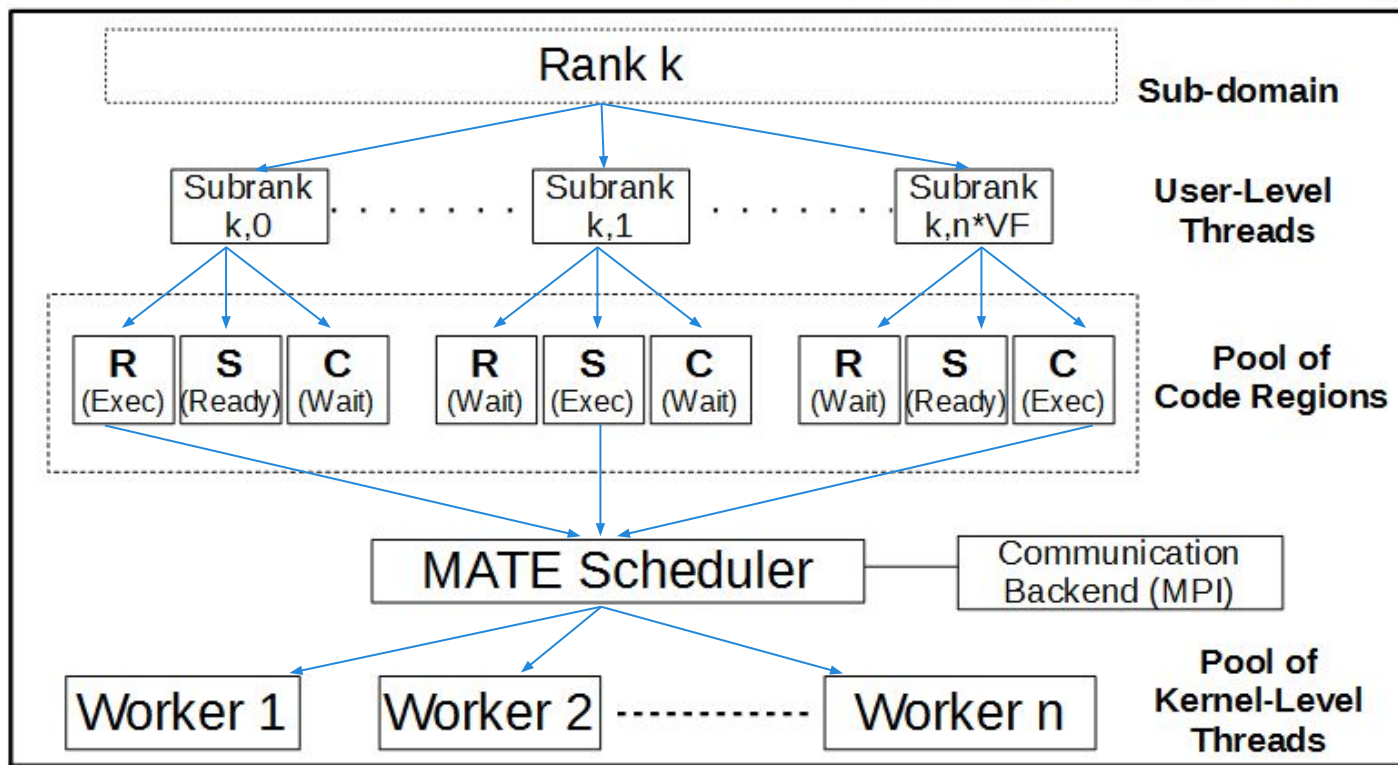 Rank k
Sub-domain
Subrank
k,0
Subrank
k,1
Subrank
k,n*VF
User-Level
Threads
R
(Exec)
S
(Ready)
C
(Wait)
R
(Wait)
S
(Exec)
C
(Wait)
R
(Wait)
S
(Ready)
C
(Exec)
Pool of
Code Regions
MATE Scheduler
Communication
Backend (MPI)
Worker 1
Worker 2
Worker n
Pool of
Kernel-Level
Threads